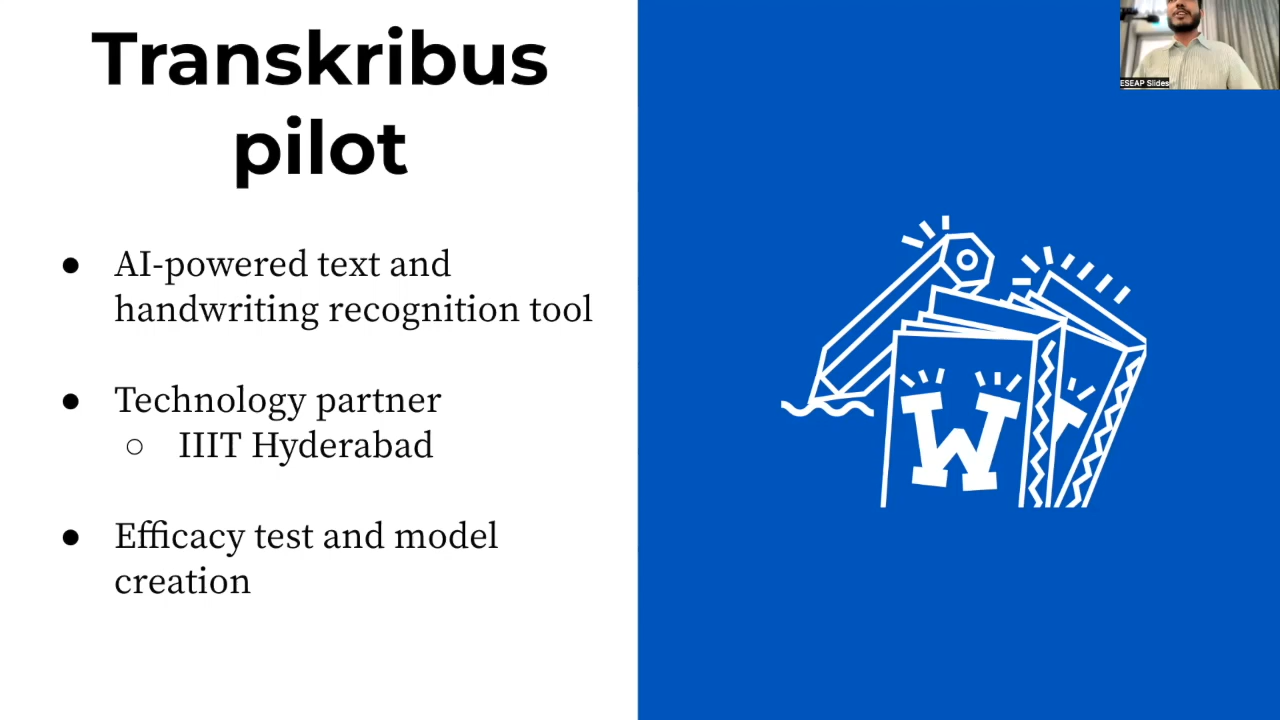 Transkribus
pilot
● AI-powered text and
handwriting recognition tool
● Technology partner
○ IIIT Hyderabad
● Efficacy test and model
creation
W
ESEAP Slides